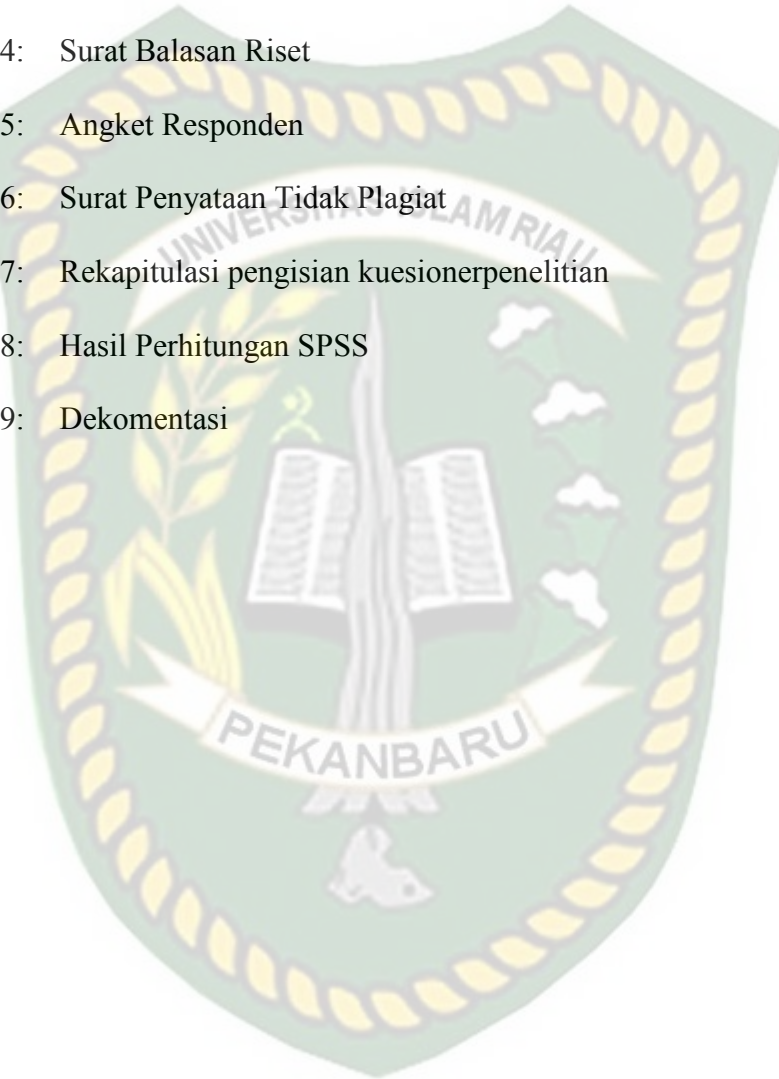 4: Surat Balasan Riset
5: Angket Responden
6: Surat Penyataan Tidak Plagiat
UNIVERSITAS ISLAM RIAU
7: Rekapitulasi pengisian kuesionerpenelitian
8: Hasil Perhitungan SPSS
9: Dekomentasi
PEKANBARU